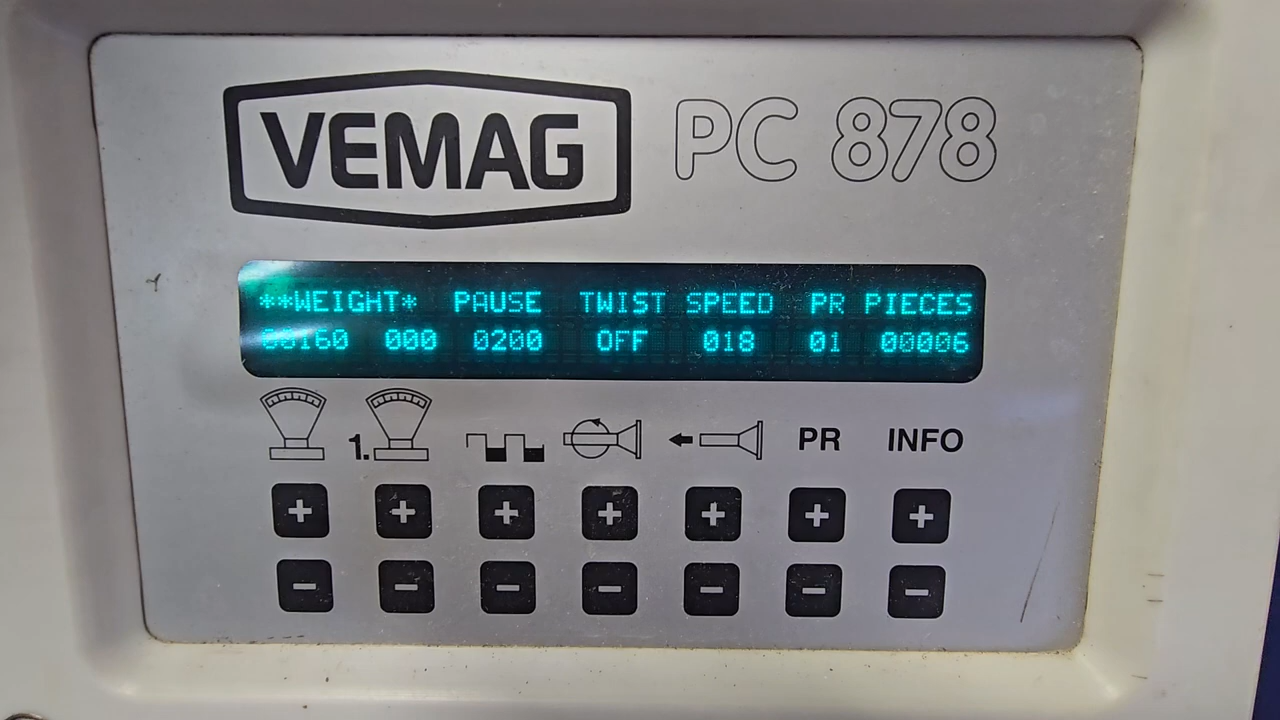 VEMAG PC 878
**WEIGHT* PAUSE TWIST SPEED PR PIECES
00160 000 0200 OFF 018 01 00006
1. PR INFO
+ + + + + + +
- - - - - - -